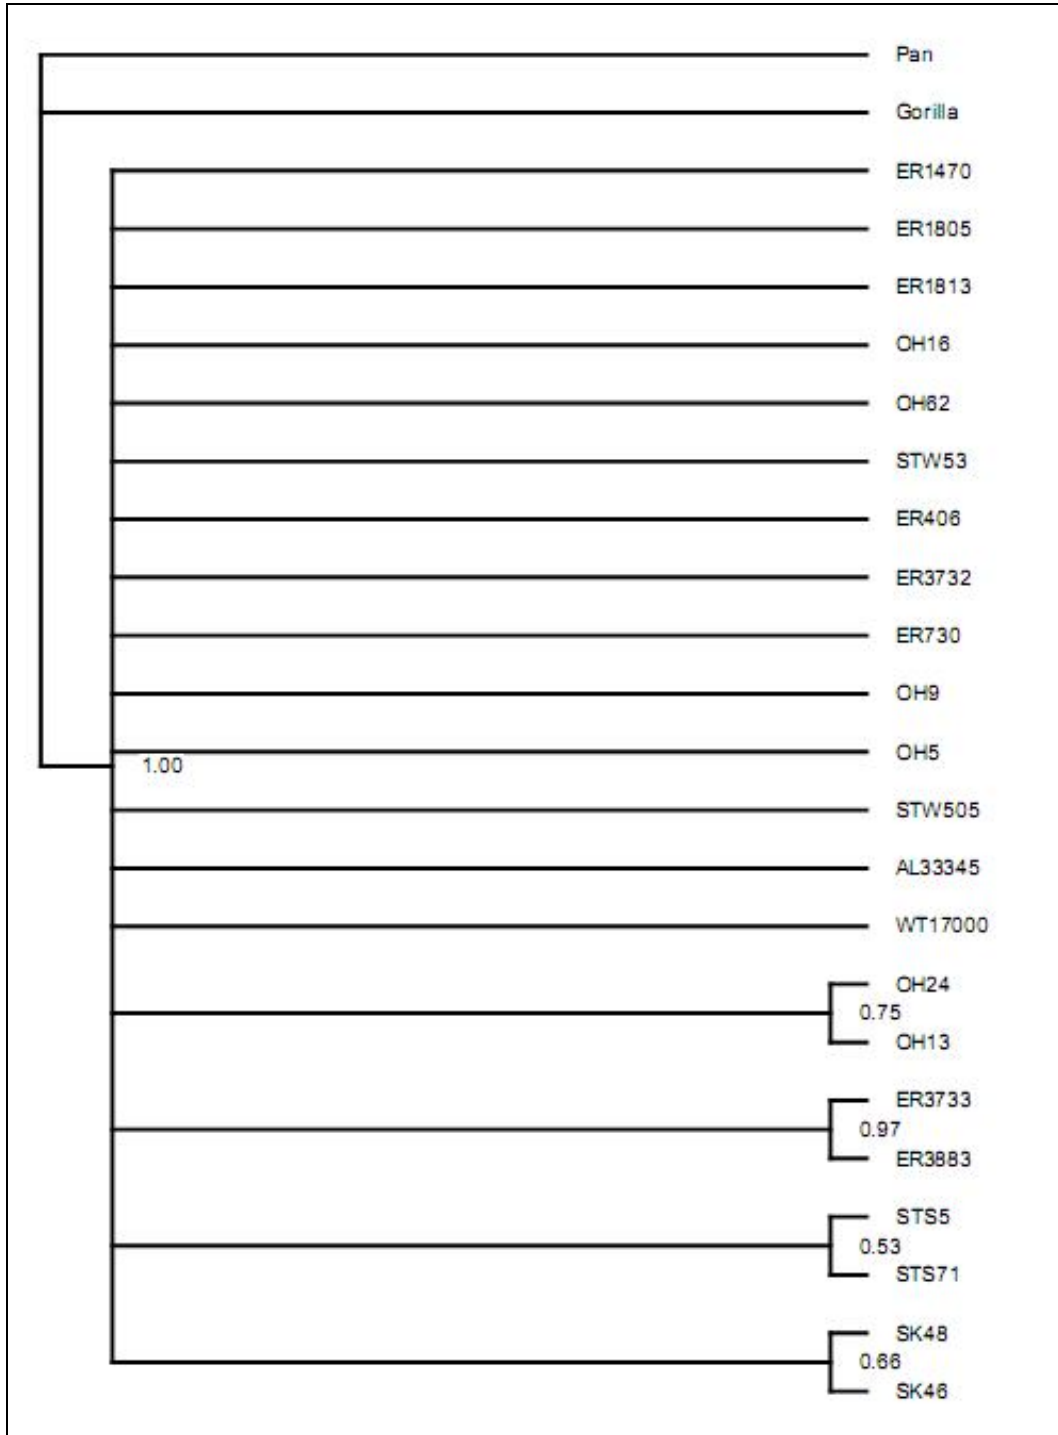 Pan
Gorilla
ER1470
ER1805
ER1813
OH16
OH62
STW53
ER406
ER3732
ER730
OH9
OH5
1.00
STW505
AL33345
WT17000
OH24
0.75
OH13
ER3733
0.97
ER3883
STS5
0.53
STS71
SK48
0.66
SK46